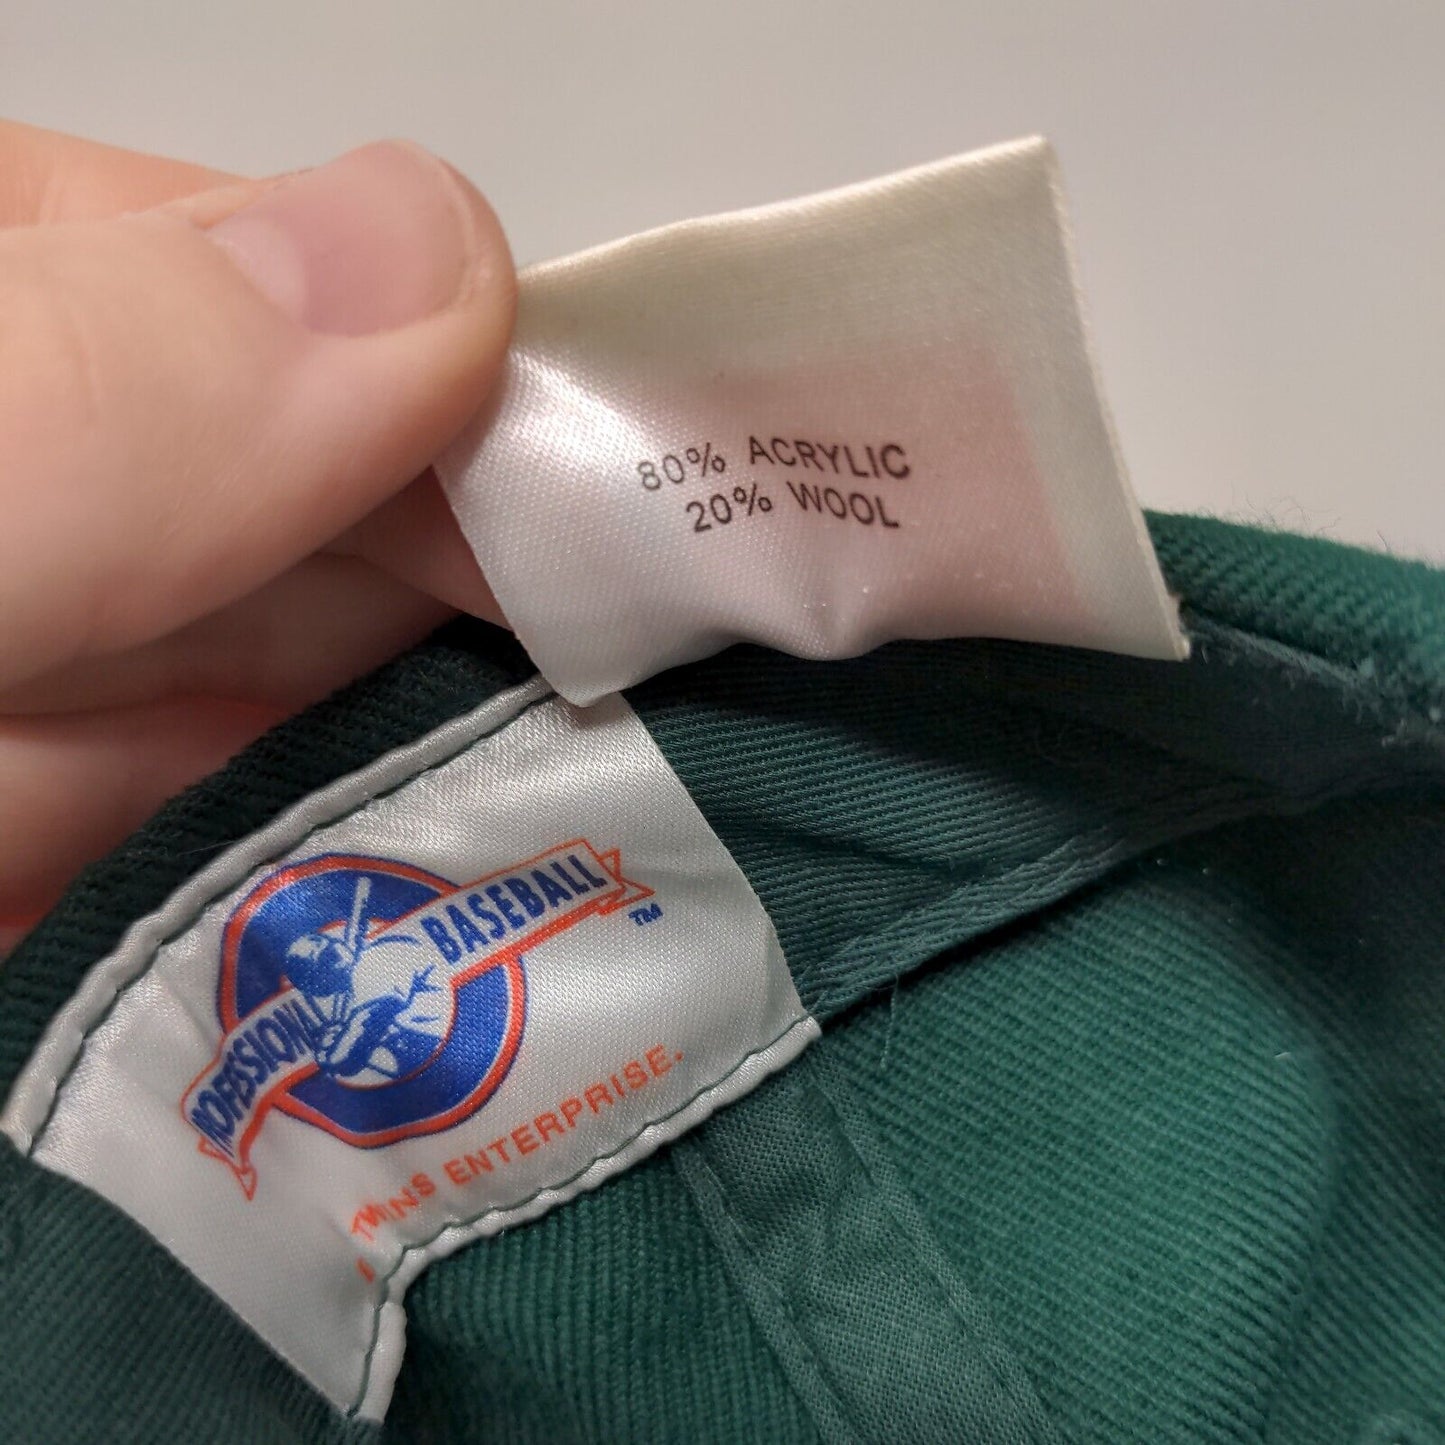 80% ACRYLIC
20% WOOL
PROFESSIONAL
BASEBALL
TM
TWINS ENTERPRISE.